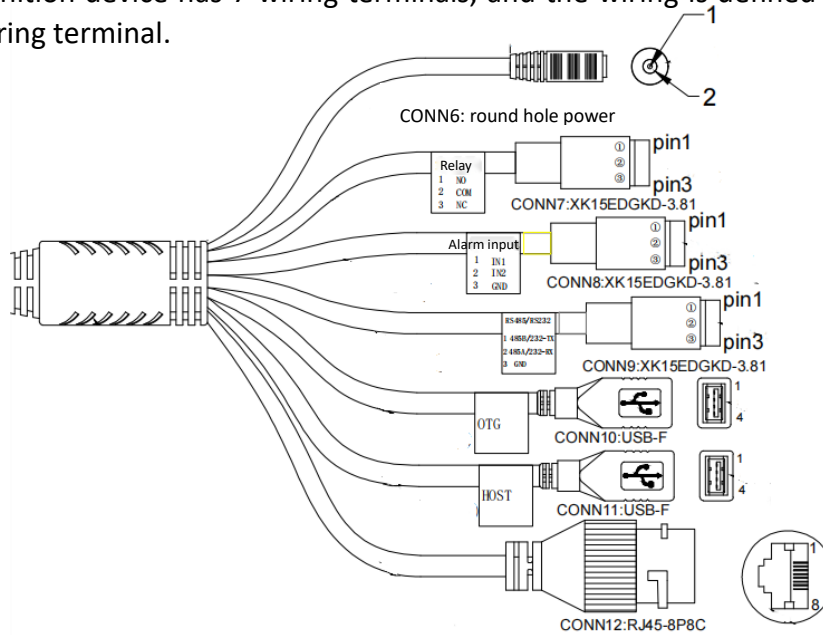 nition device has 7 wiring terminals, and the wiring is defined
ring terminal.
1
2
CONN6: round hole power
Relay
1 NO
2 COM
3 NC
① pin1
②
③ pin3
CONN7:XK15EDGKD-3.81
Alarm input
1 IN1
2 IN2
3 GND
① pin1
②
③ pin3
CONN8:XK15EDGKD-3.81
RS485/RS232
1 485B/232-TX
2 485A/232-RX
3 GND
① pin1
②
③ pin3
CONN9:XK15EDGKD-3.81
OTG
1
4
CONN10:USB-F
HOST
1
4
CONN11:USB-F
1
8
CONN12:RJ45-8P8C